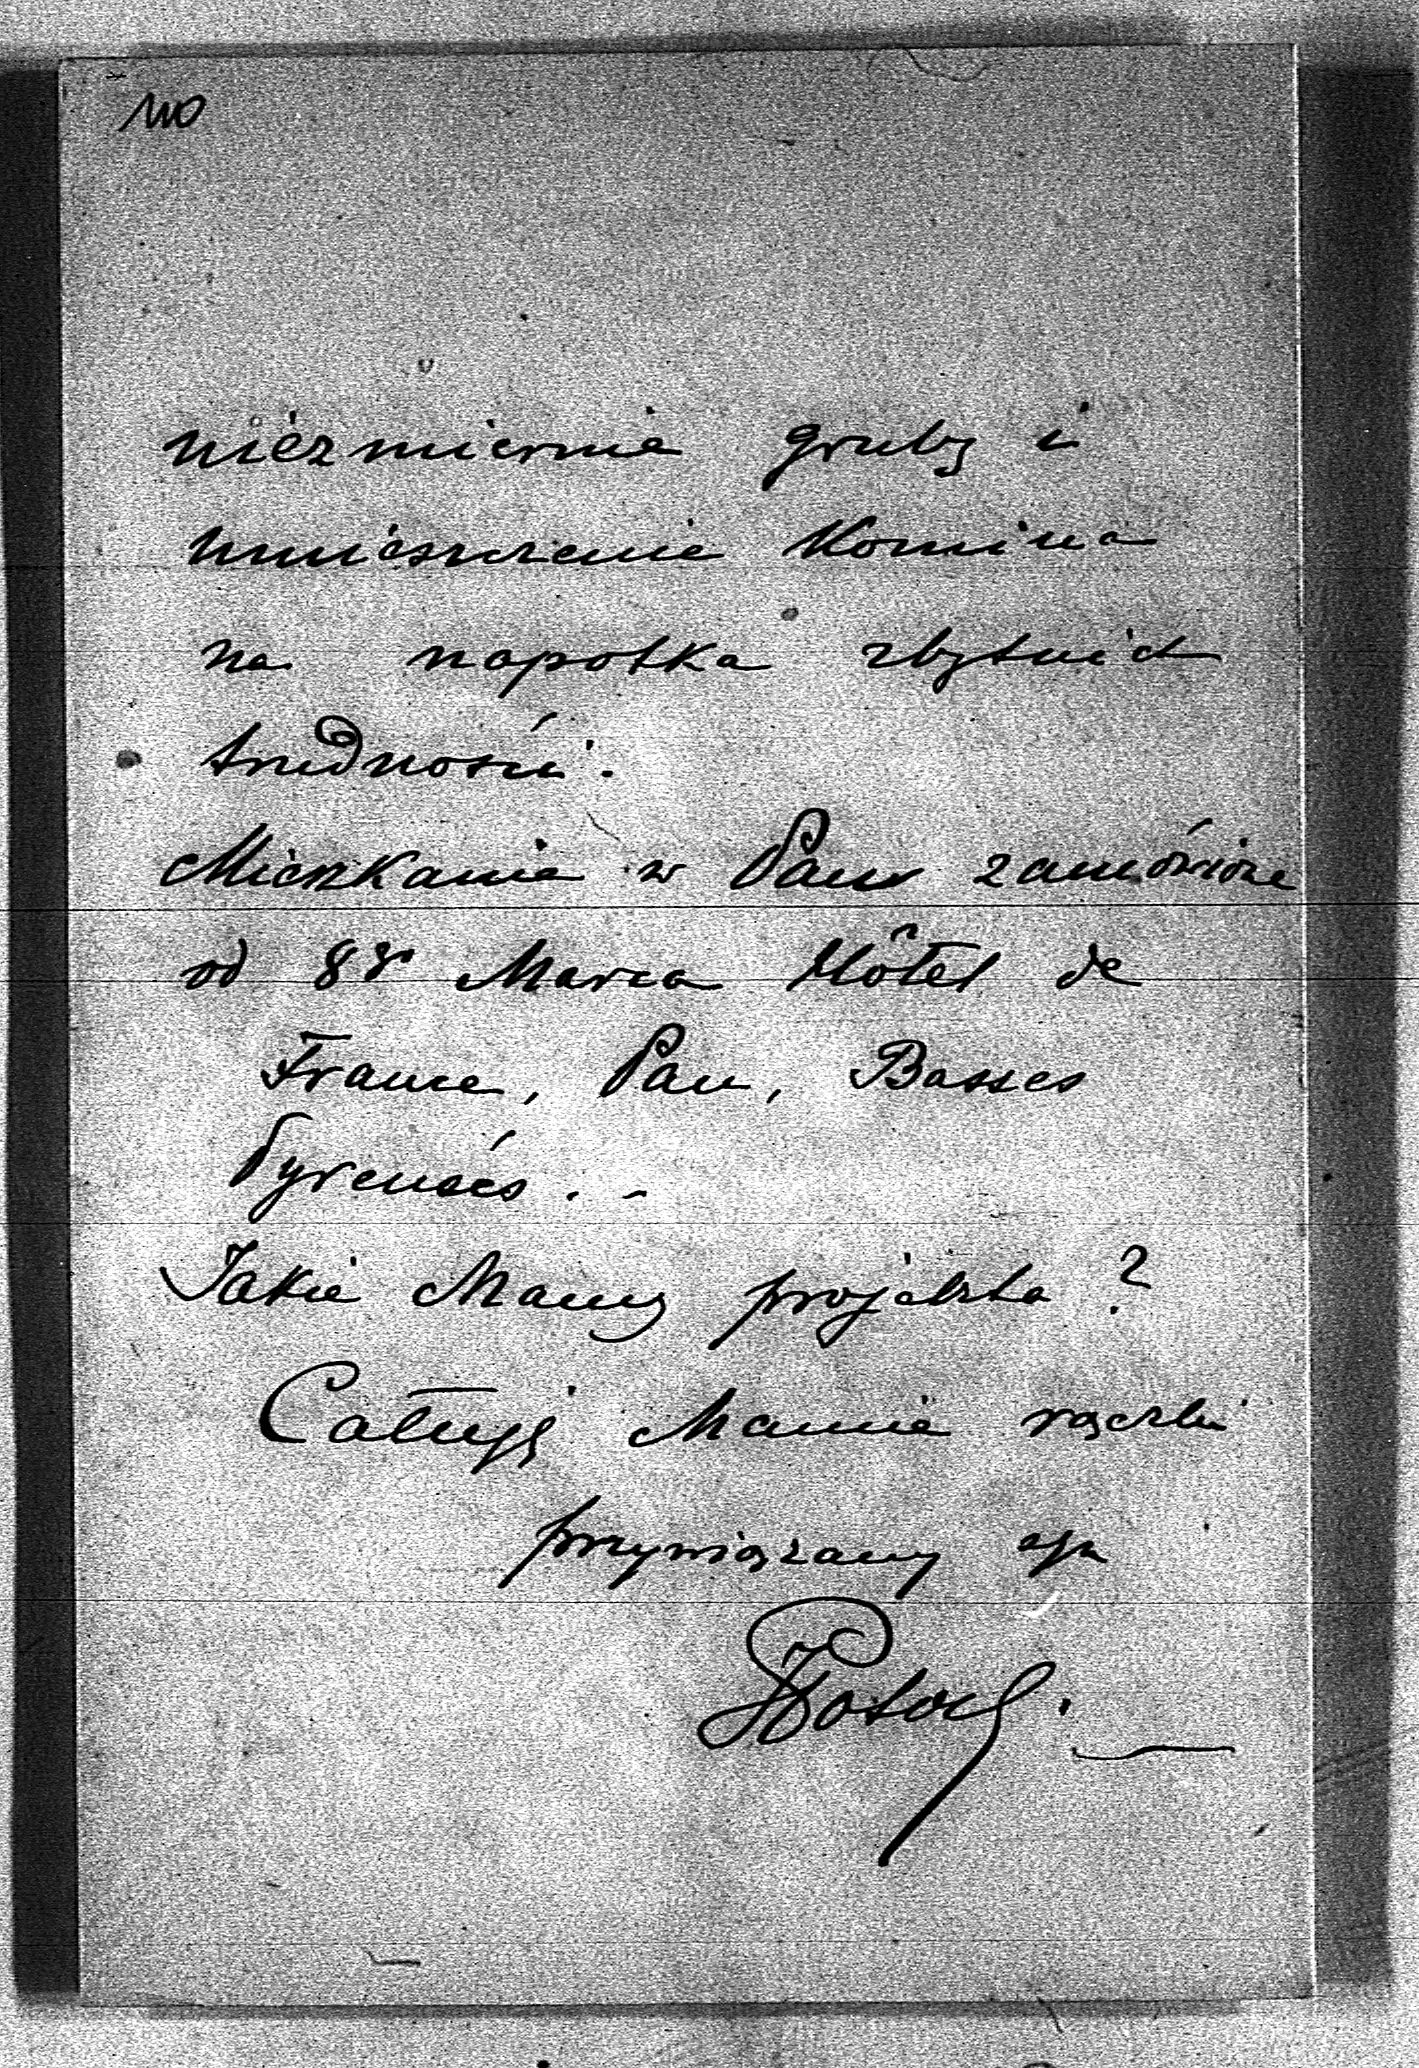 110
niezmiernie gruby i
umieszczenie Komina
na napotka zbytnich
trudności.
Mieszkanie w Pau zamówione
od 8go Marca Hôtel de
France, Pau, Basses
Pyrenées. -
Jakie Mamy projekta ?
Całuję Mamie rączki
przywiązany syn
Potocki.